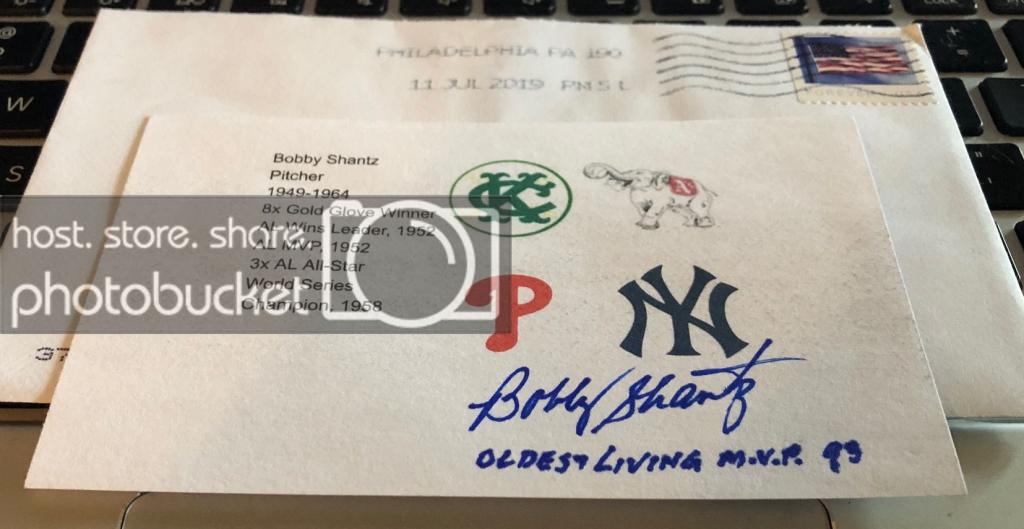 PHILADELPHIA PA 190
11 JUL 2019 PM 5 L
FOREVER
Bobby Shantz
Pitcher
1949-1964
8x Gold Glove Winner
AL Wins Leader, 1952
AL MVP, 1952
3x AL All-Star
World Series
Champion, 1958
KC
A's
P
NY
Bobby Shantz
OLDEST LIVING M.V.P. 93
host. store. share.
photobucket
W
S